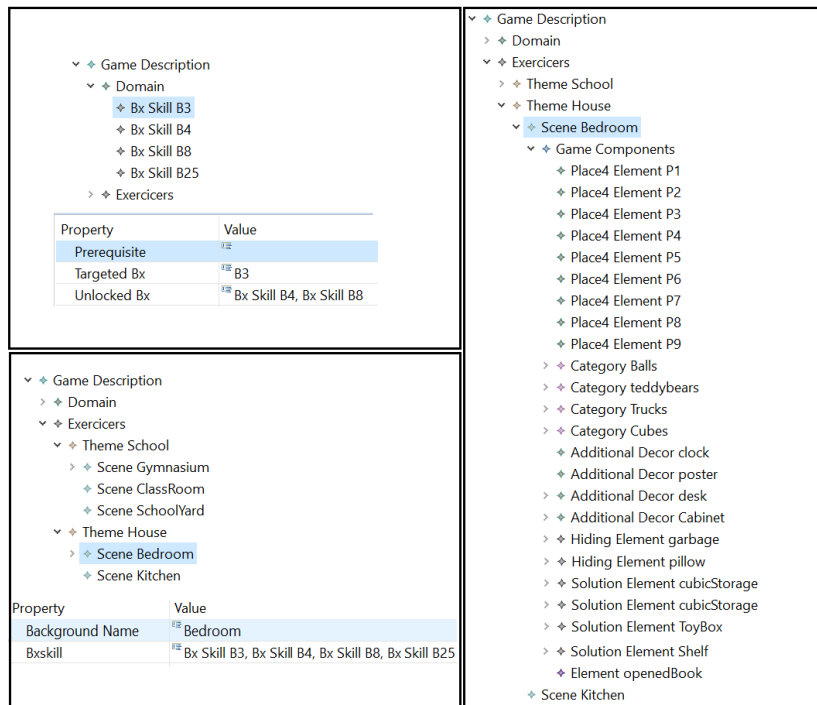 Game Description
Domain
Bx Skill B3
Bx Skill B4
Bx Skill B8
Bx Skill B25
Exercicers
Property Value
Prerequisite
Targeted Bx B3
Unlocked Bx Bx Skill B4, Bx Skill B8
Game Description
Domain
Exercicers
Theme School
Scene Gymnasium
Scene ClassRoom
Scene SchoolYard
Theme House
Scene Bedroom
Scene Kitchen
Property Value
Background Name Bedroom
Bxskill Bx Skill B3, Bx Skill B4, Bx Skill B8, Bx Skill B25
Game Description
Domain
Exercicers
Theme School
Theme House
Scene Bedroom
Game Components
Place4 Element P1
Place4 Element P2
Place4 Element P3
Place4 Element P4
Place4 Element P5
Place4 Element P6
Place4 Element P7
Place4 Element P8
Place4 Element P9
Category Balls
Category teddybears
Category Trucks
Category Cubes
Additional Decor clock
Additional Decor poster
Additional Decor desk
Additional Decor Cabinet
Hiding Element garbage
Hiding Element pillow
Solution Element cubicStorage
Solution Element cubicStorage
Solution Element ToyBox
Solution Element Shelf
Element openedBook
Scene Kitchen